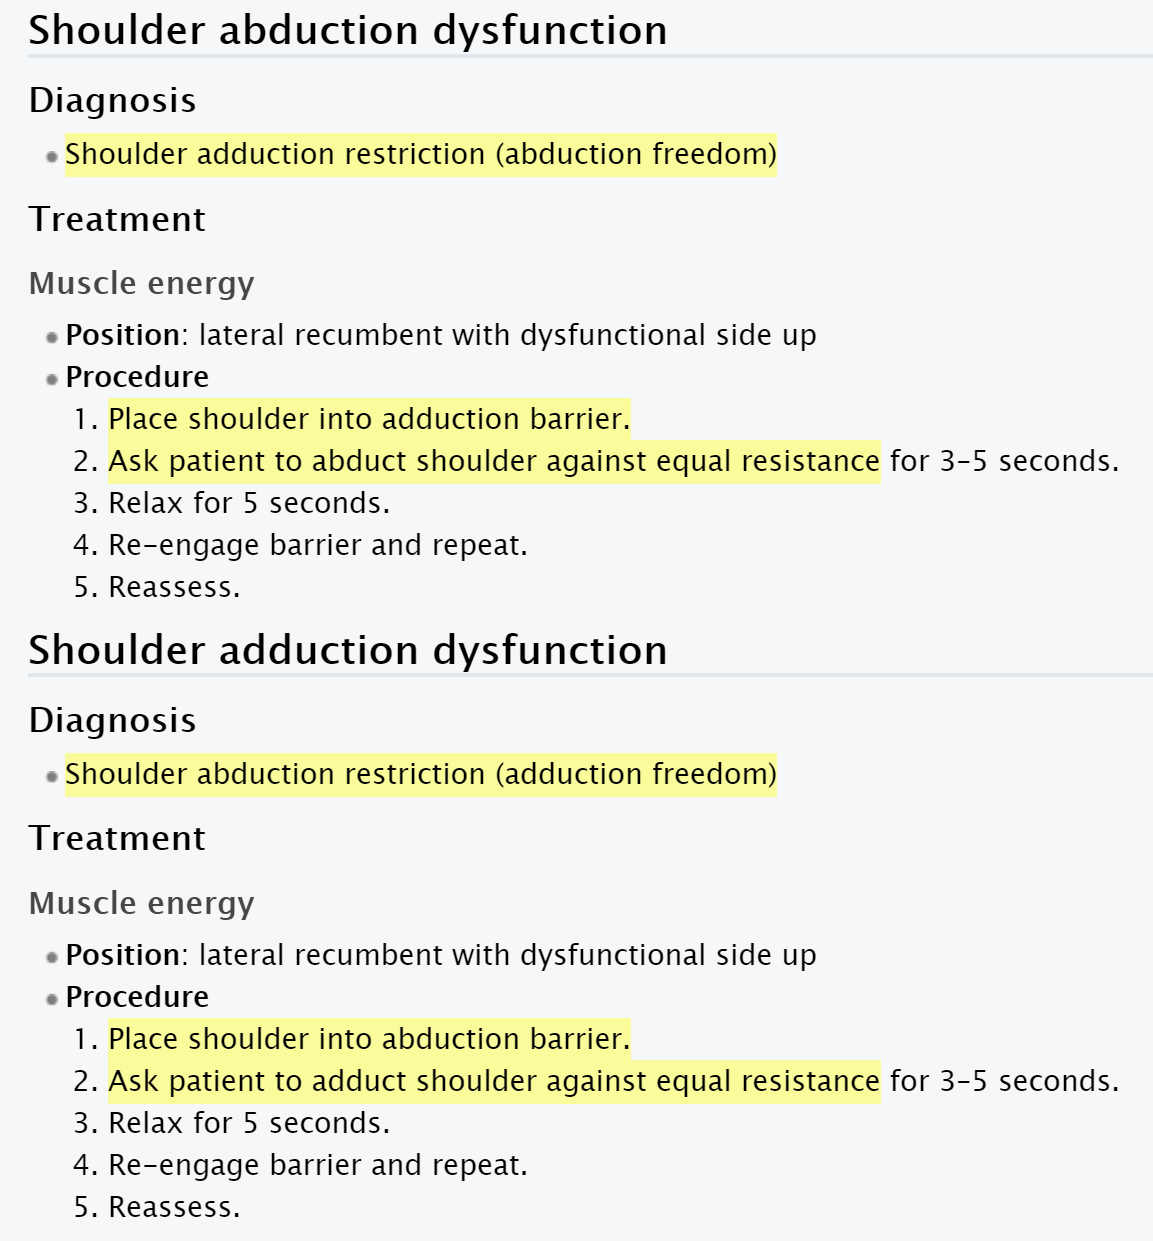 Shoulder abduction dysfunction
Diagnosis
Shoulder adduction restriction (abduction freedom)
Treatment
Muscle energy
Position: lateral recumbent with dysfunctional side up
Procedure
1. Place shoulder into adduction barrier.
2. Ask patient to abduct shoulder against equal resistance for 3–5 seconds.
3. Relax for 5 seconds.
4. Re-engage barrier and repeat.
5. Reassess.
Shoulder adduction dysfunction
Diagnosis
Shoulder abduction restriction (adduction freedom)
Treatment
Muscle energy
Position: lateral recumbent with dysfunctional side up
Procedure
1. Place shoulder into abduction barrier.
2. Ask patient to adduct shoulder against equal resistance for 3–5 seconds.
3. Relax for 5 seconds.
4. Re-engage barrier and repeat.
5. Reassess.